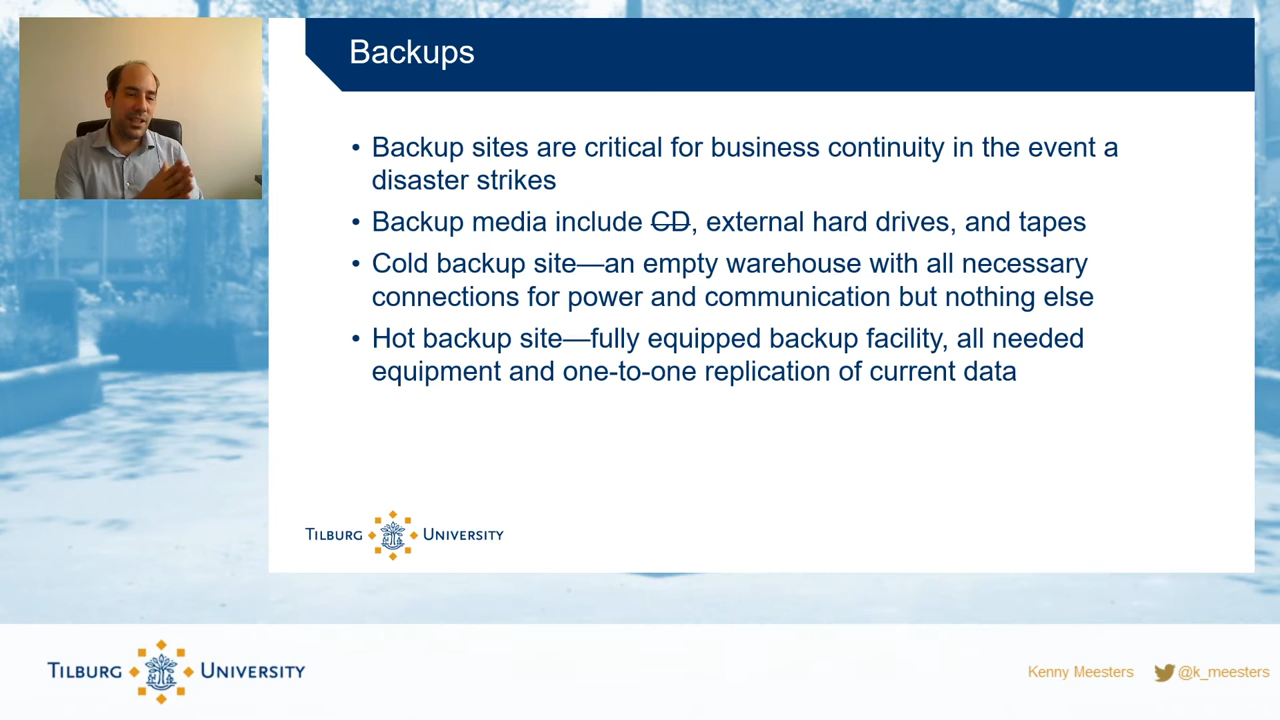 Backups
• Backup sites are critical for business continuity in the event a
disaster strikes
• Backup media include CD, external hard drives, and tapes
• Cold backup site—an empty warehouse with all necessary
connections for power and communication but nothing else
• Hot backup site—fully equipped backup facility, all needed
equipment and one-to-one replication of current data
TILBURG UNIVERSITY
TILBURG UNIVERSITY
Kenny Meesters @k_meesters